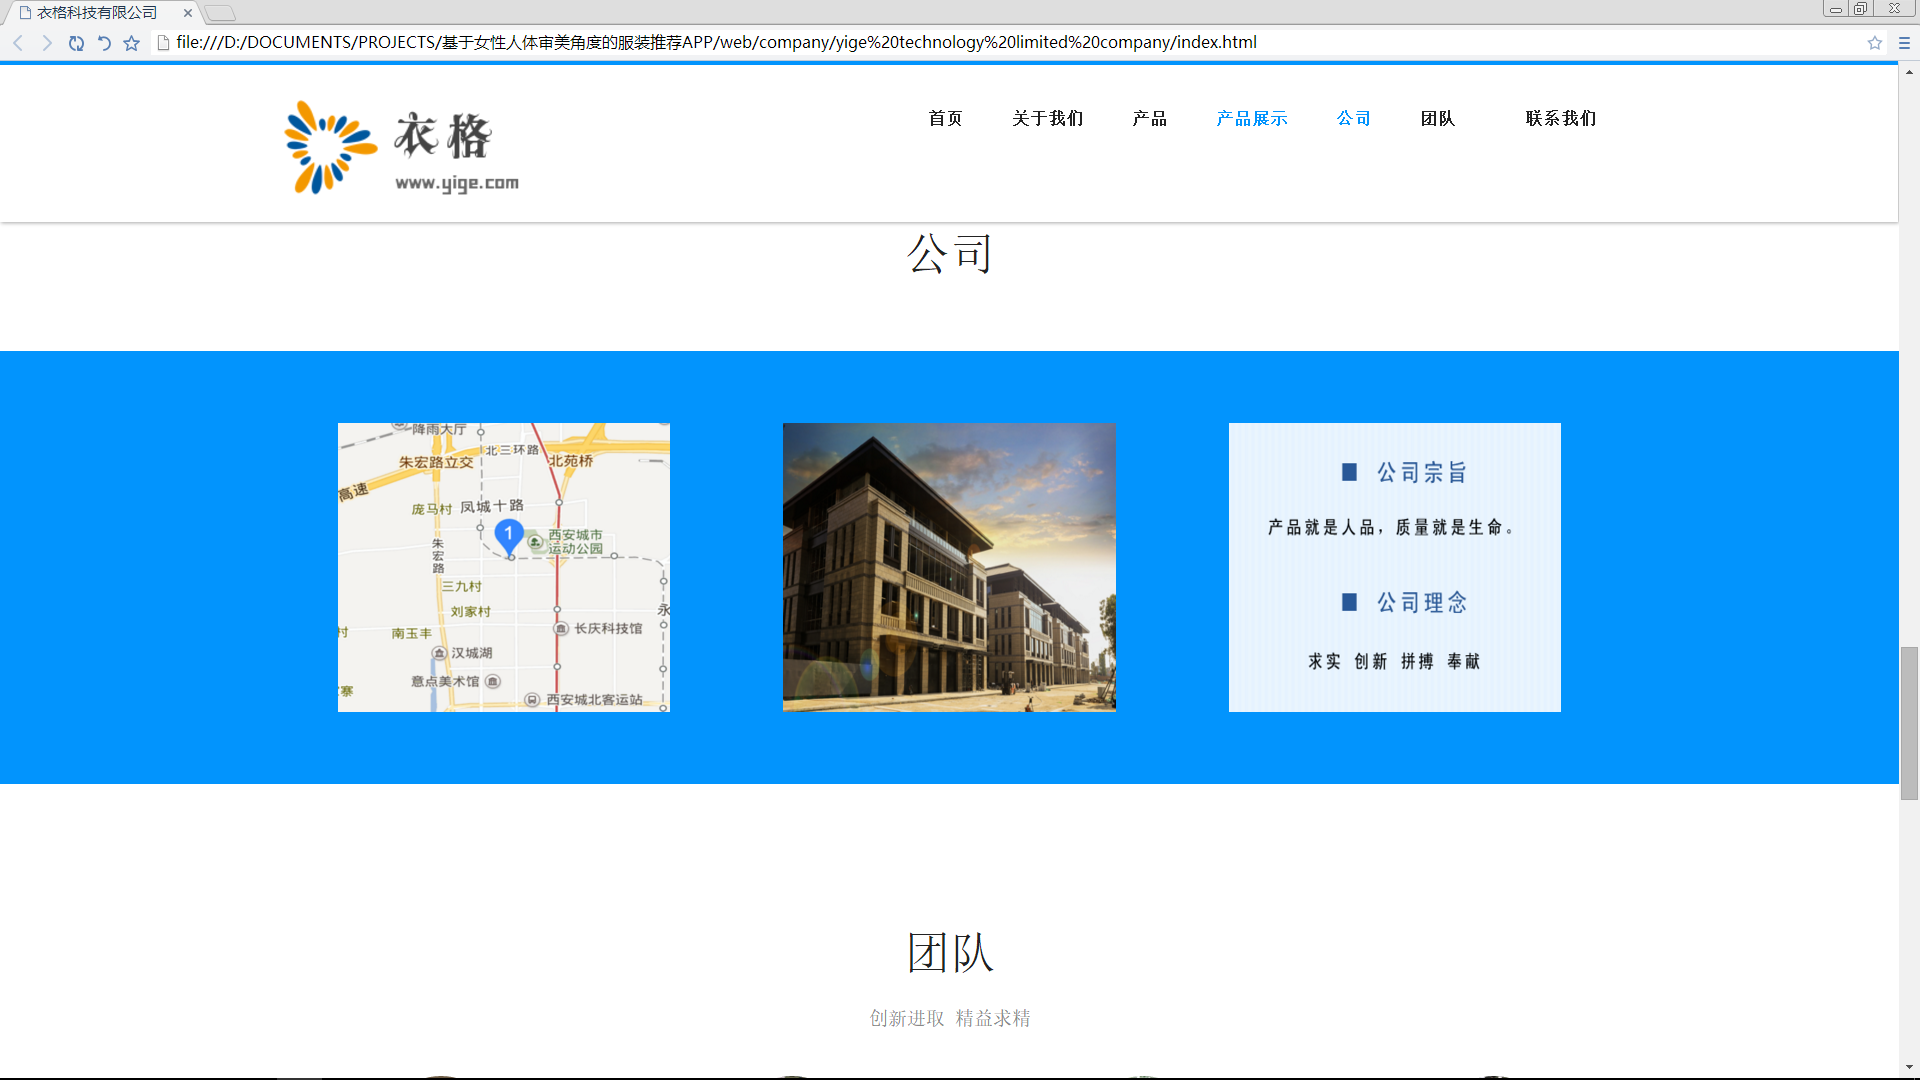 衣格科技有限公司
file:///D:/DOCUMENTS/PROJECTS/基于女性人体审美角度的服装推荐APP/web/company/yige%20technology%20limited%20company/index.html
衣格
www.yige.com
首页 关于我们 产品 产品展示 公司 团队 联系我们
公司
降雨大厅
北三环路
朱宏路立交
北苑桥
高速
庞马村
凤城十路
1
西安城市
运动公园
朱宏路
三九村
刘家村
永
村
南玉丰
长庆科技馆
汉城湖
意点美术馆
寨
西安城北客运站
■ 公司宗旨
产品就是人品，质量就是生命。
■ 公司理念
求实 创新 拼搏 奉献
团队
创新进取 精益求精